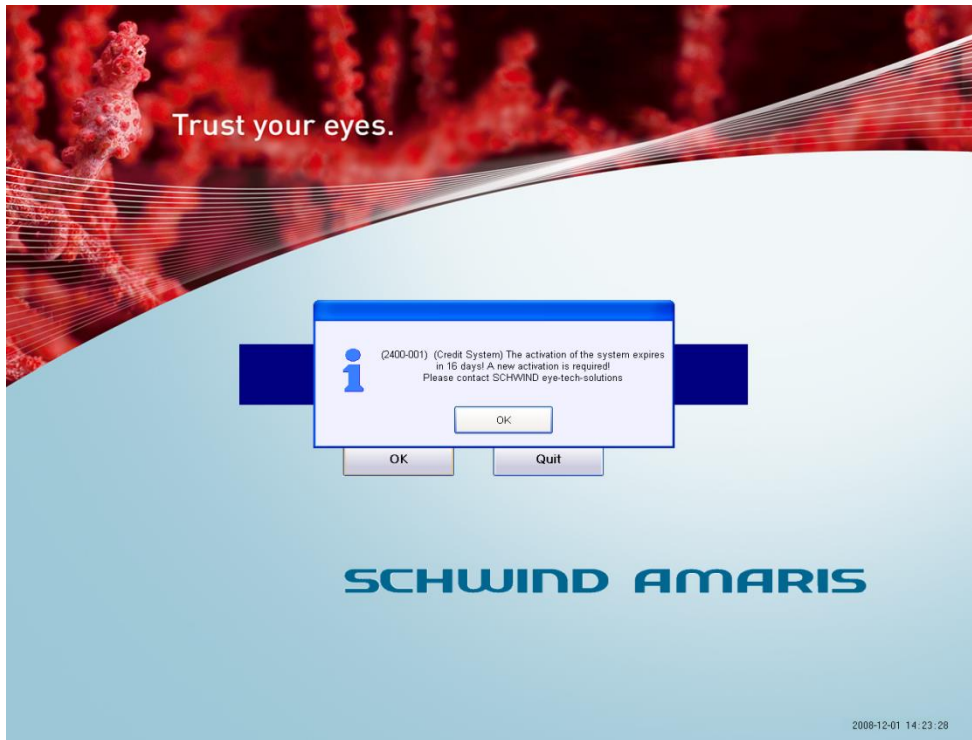 Trust your eyes.
(2400-001) (Credit System) The activation of the system expires
in 16 days! A new activation is required!
Please contact SCHWIND eye-tech-solutions
OK
OK
Quit
SCHWIND AMARIS
2008-12-01 14:23:28